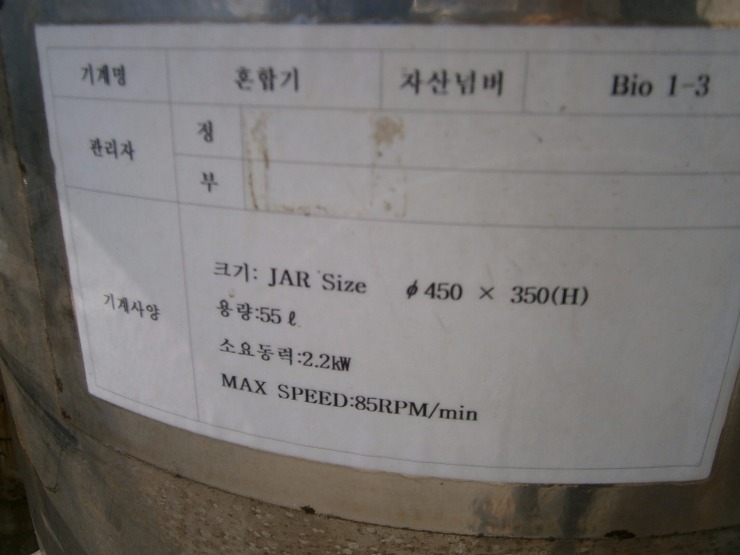 기계명 혼합기 자산넘버 Bio 1-3
관리자 정
부
기계사양
크기: JAR Size ϕ450 × 350(H)
용량:55ℓ
소요동력:2.2㎾
MAX SPEED:85RPM/min